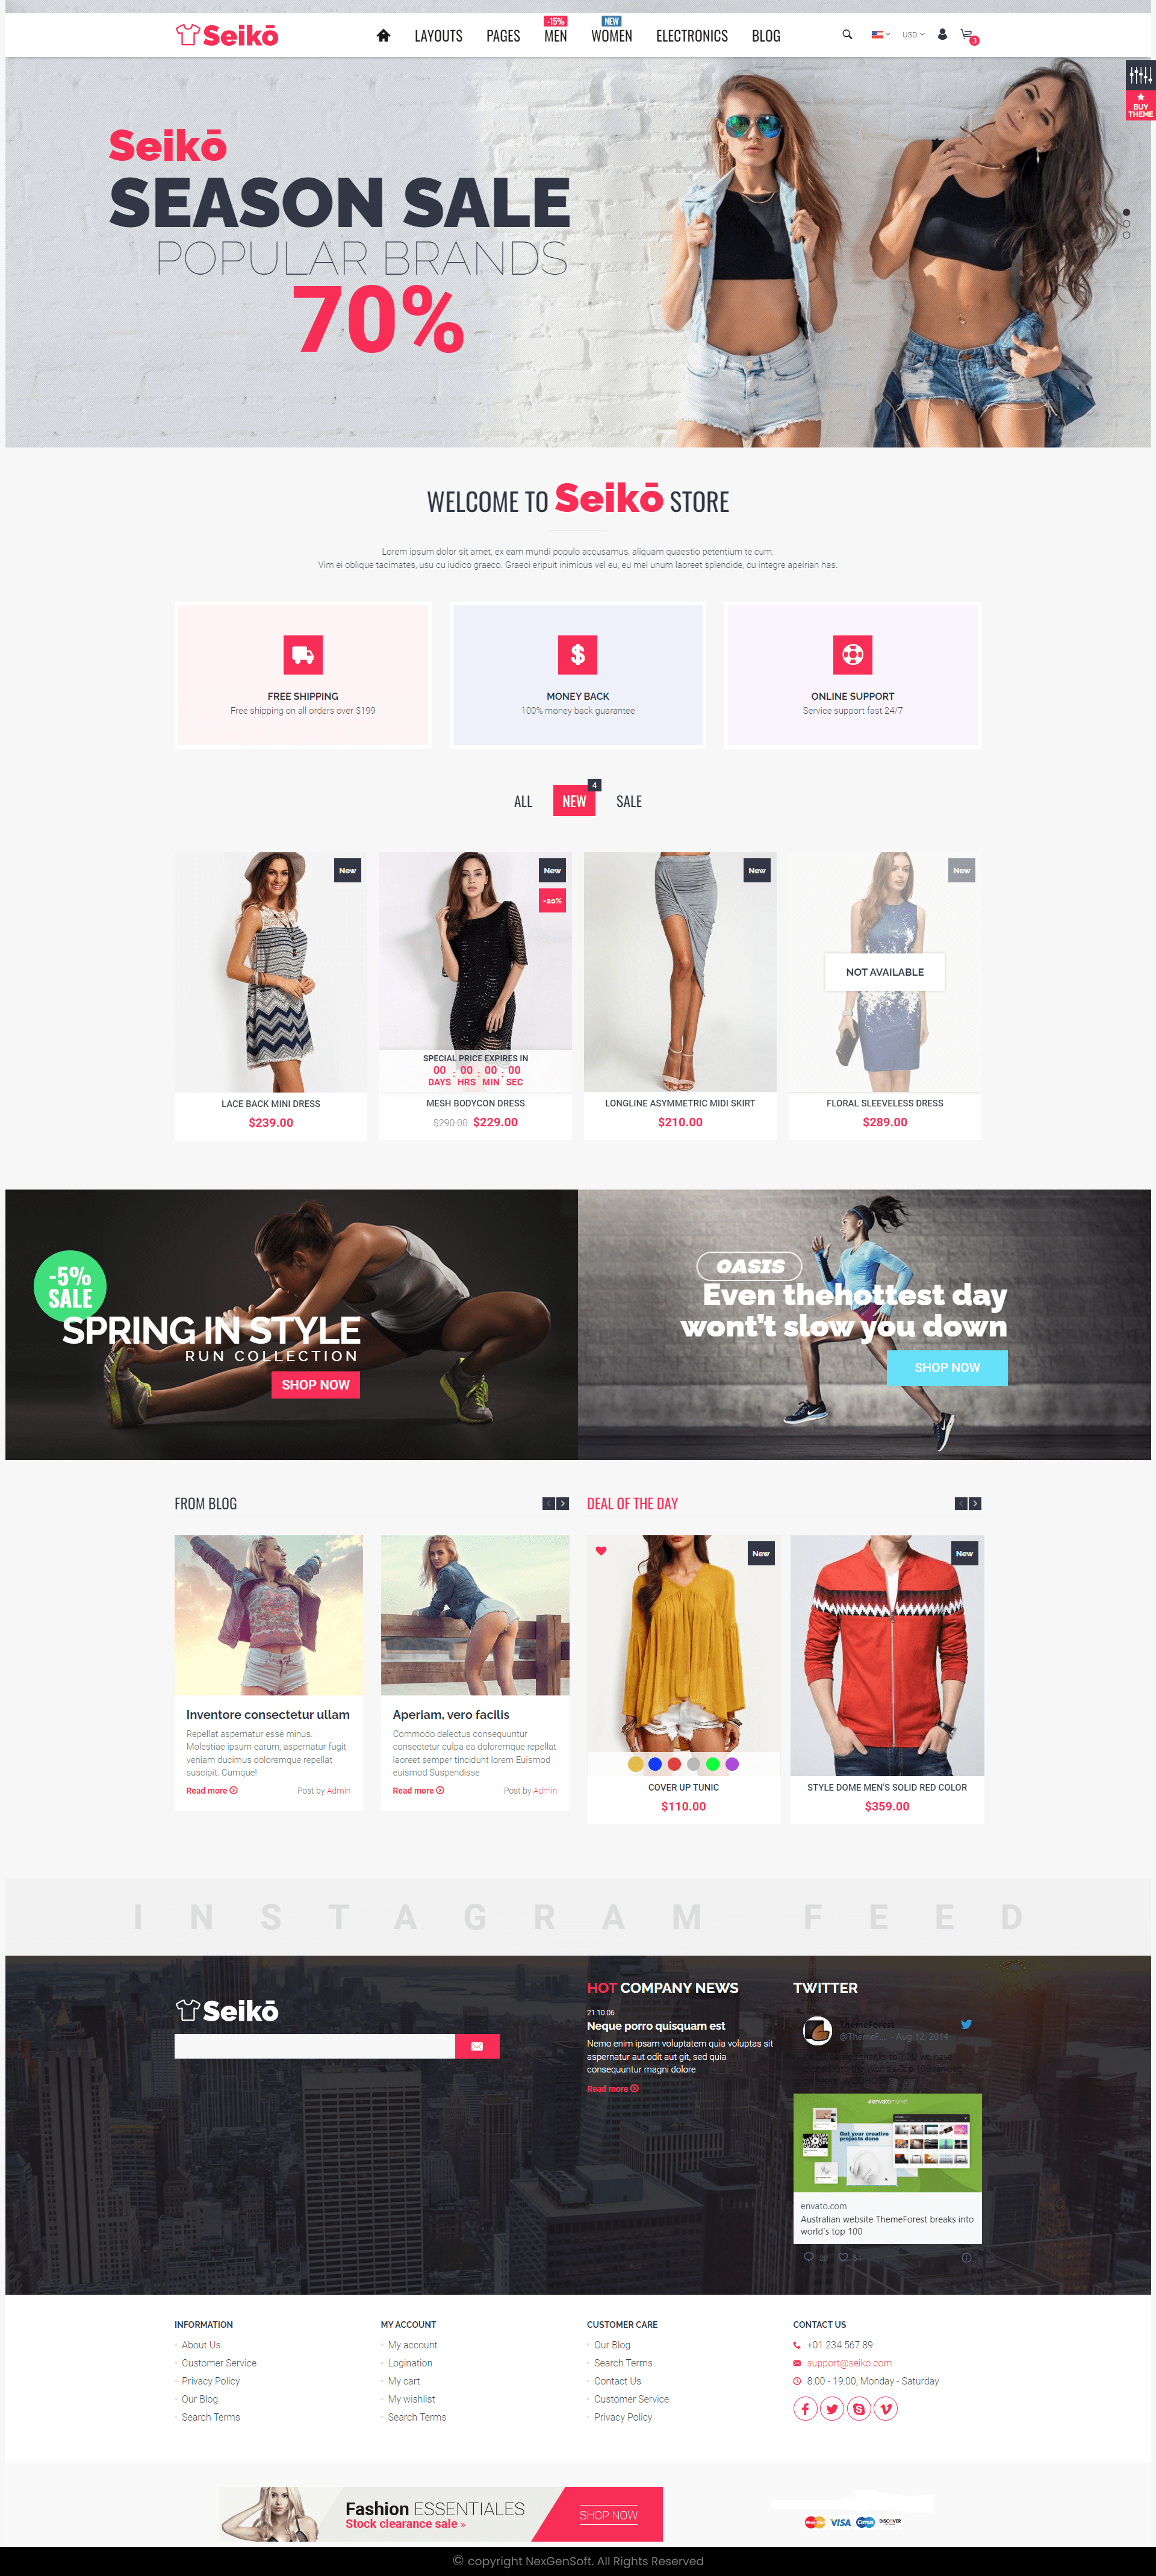 Seikō
LAYOUTS
PAGES
-15%
MEN
NEW
WOMEN
ELECTRONICS
BLOG
USD
3
BUY
THEME
Seikō
SEASON SALE
POPULAR BRANDS
70%
WELCOME TO Seikō STORE
Lorem ipsum dolor sit amet, ex eam mundi populo accusamus, aliquam quaestio petentium te cum.
Vim ei oblique tacimates, usu cu iudico graeco. Graeci eripuit inimicus vel eu, eu mel unum laoreet splendide, cu integre apeirian has.
FREE SHIPPING
Free shipping on all orders over $199
MONEY BACK
100% money back guarantee
ONLINE SUPPORT
Service support fast 24/7
ALL
NEW
4
SALE
New
LACE BACK MINI DRESS
$239.00
New
-20%
SPECIAL PRICE EXPIRES IN
00 : 00 : 00 : 00
DAYS HRS MIN SEC
MESH BODYCON DRESS
$290.00 $229.00
New
LONGLINE ASYMMETRIC MIDI SKIRT
$210.00
New
NOT AVAILABLE
FLORAL SLEEVELESS DRESS
$289.00
-5%
SALE
SPRING IN STYLE
RUN COLLECTION
SHOP NOW
OASIS
Even thehottest day
won't slow you down
SHOP NOW
FROM BLOG
Inventore consectetur ullam
Repellat aspernatur esse minus.
Molestiae ipsum earum, aspernatur fugit
veniam ducimus doloremque repellat
suscipit. Cumque!
Read more
Post by Admin
Aperiam, vero facilis
Commodo delectus consequuntur
consectetur culpa ea doloremque repellat
laoreet semper tincidunt lorem Euismod
euismod Suspendisse
Read more
Post by Admin
DEAL OF THE DAY
New
COVER UP TUNIC
$110.00
New
STYLE DOME MEN'S SOLID RED COLOR
$359.00
INSTAGRAM FEED
Seikō
HOT COMPANY NEWS
21.10.06
Neque porro quisquam est
Nemo enim ipsam voluptatem quia voluptas sit
aspernatur aut odit aut git, sed quia
consequuntur magni dolore
Read more
TWITTER
ThemeForest
@ThemeF... · Aug 12, 2014
#envatomarket
Get your creative
projects done
envato.com
Australian website ThemeForest breaks into
world's top 100
20
INFORMATION
About Us
Customer Service
Privacy Policy
Our Blog
Search Terms
MY ACCOUNT
My account
Logination
My cart
My wishlist
Search Terms
CUSTOMER CARE
Our Blog
Search Terms
Contact Us
Customer Service
Privacy Policy
CONTACT US
+01 234 567 89
support@seiko.com
8:00 - 19:00, Monday - Saturday
Fashion ESSENTIALES
Stock clearance sale »
SHOP NOW
MasterCard
VISA
Cirrus
DISCOVER
© copyright NexGenSoft. All Rights Reserved